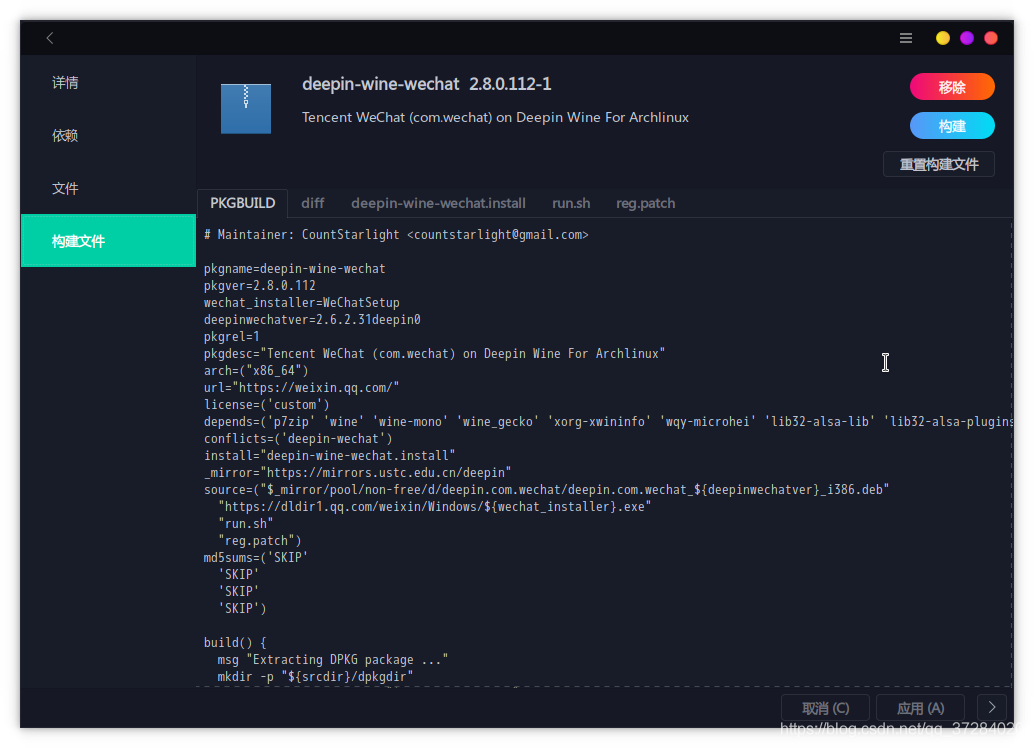 deepin-wine-wechat 2.8.0.112-1
Tencent WeChat (com.wechat) on Deepin Wine For Archlinux
移除
构建
重置构建文件
详情
依赖
文件
构建文件
PKGBUILD diff deepin-wine-wechat.install run.sh reg.patch
# Maintainer: CountStarlight <countstarlight@gmail.com>
pkgname=deepin-wine-wechat
pkgver=2.8.0.112
wechat_installer=WeChatSetup
deepinwechatver=2.6.2.31deepin0
pkgrel=1
pkgdesc="Tencent WeChat (com.wechat) on Deepin Wine For Archlinux"
arch=("x86_64")
url="https://weixin.qq.com/"
license=('custom')
depends=('p7zip' 'wine' 'wine-mono' 'wine_gecko' 'xorg-xwininfo' 'wqy-microhei' 'lib32-alsa-lib' 'lib32-alsa-plugins
conflicts=('deepin-wechat')
install="deepin-wine-wechat.install"
_mirror="https://mirrors.ustc.edu.cn/deepin"
source=("$_mirror/pool/non-free/d/deepin.com.wechat/deepin.com.wechat_${deepinwechatver}_i386.deb"
"https://dldir1.qq.com/weixin/Windows/${wechat_installer}.exe"
"run.sh"
"reg.patch")
md5sums=('SKIP'
'SKIP'
'SKIP'
'SKIP')
build() {
msg "Extracting DPKG package ..."
mkdir -p "${srcdir}/dpkgdir"
取消 (C) 应用 (A)